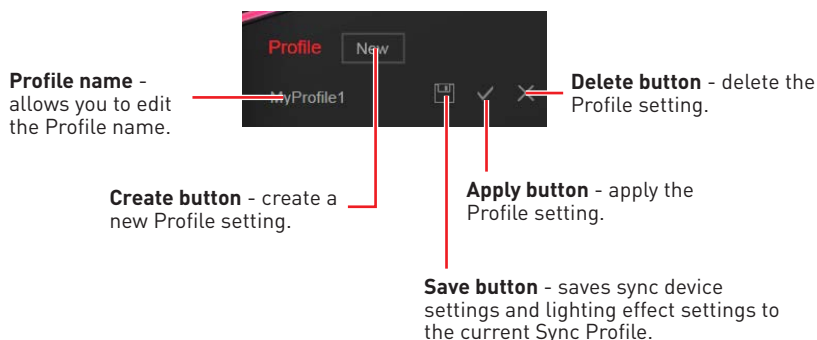 Profile New
MyProfile1
Profile name -
allows you to edit
the Profile name.
Delete button - delete the
Profile setting.
Create button - create a
new Profile setting.
Apply button - apply the
Profile setting.
Save button - saves sync device
settings and lighting effect settings to
the current Sync Profile.